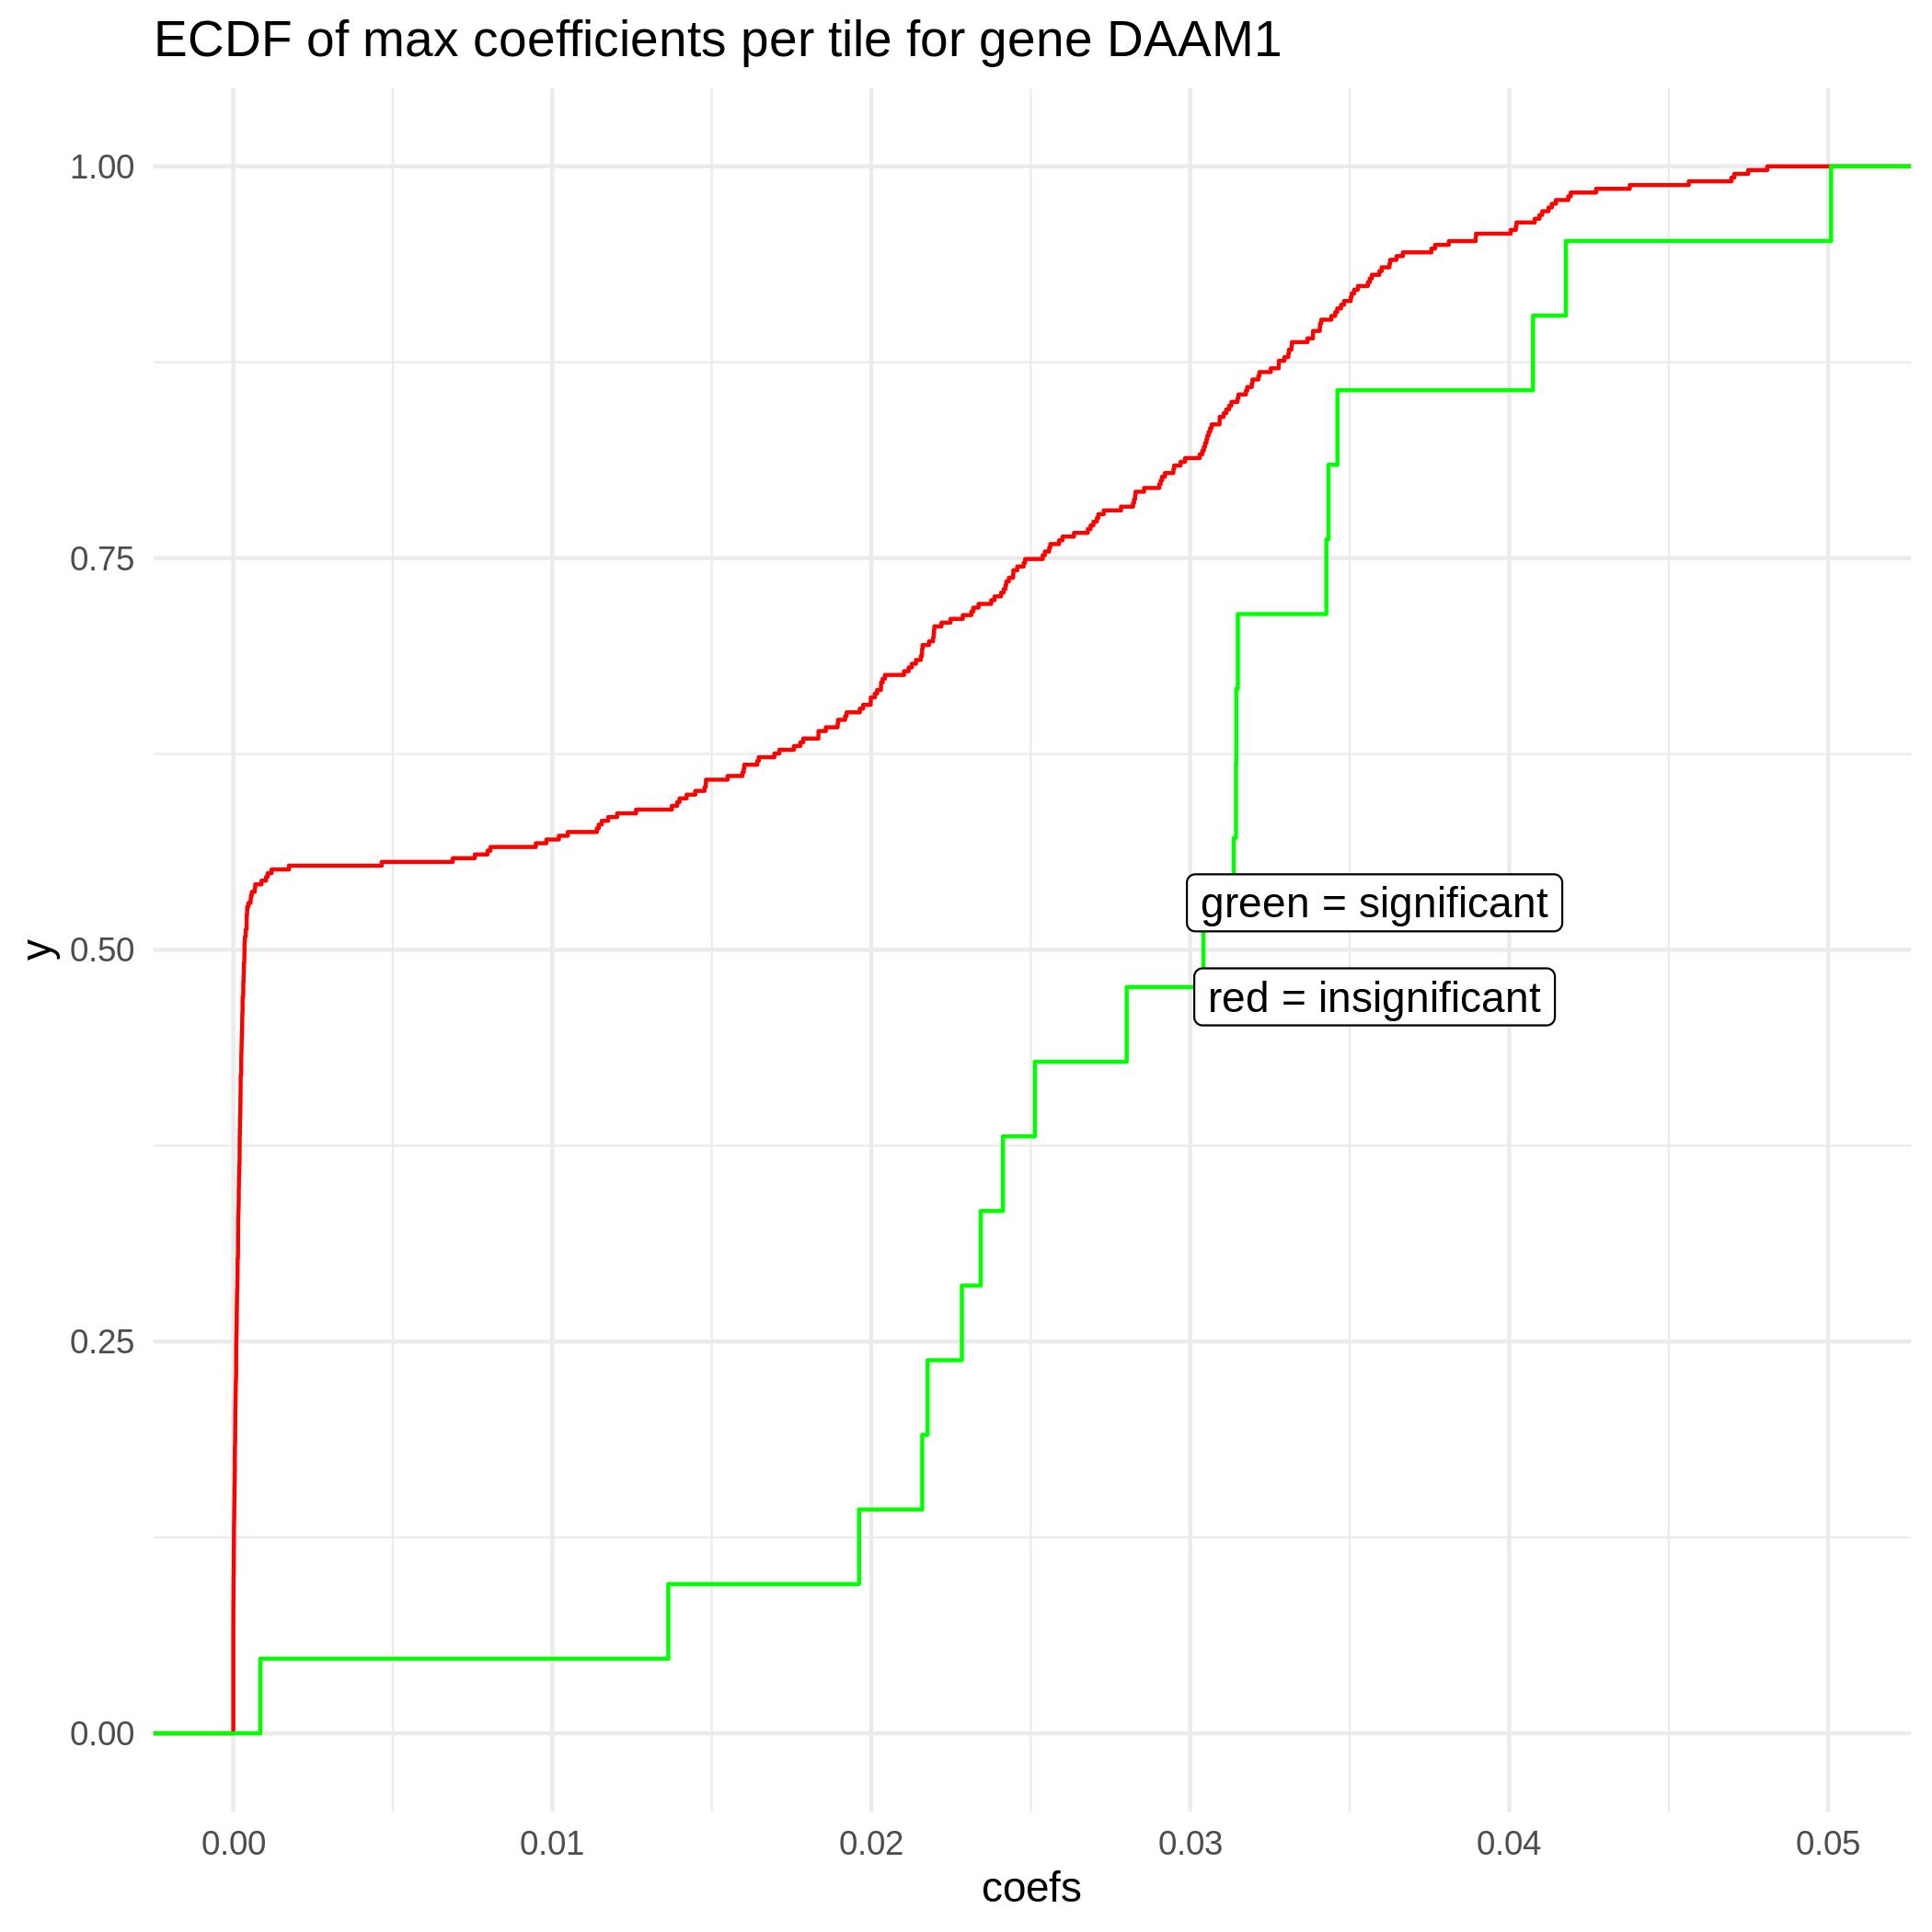 ECDF of max coefficients per tile for gene DAAM1
1.00
0.75
0.50
0.25
0.00
y
green = significant
red = insignificant
0.00 0.01 0.02 0.03 0.04 0.05
coefs